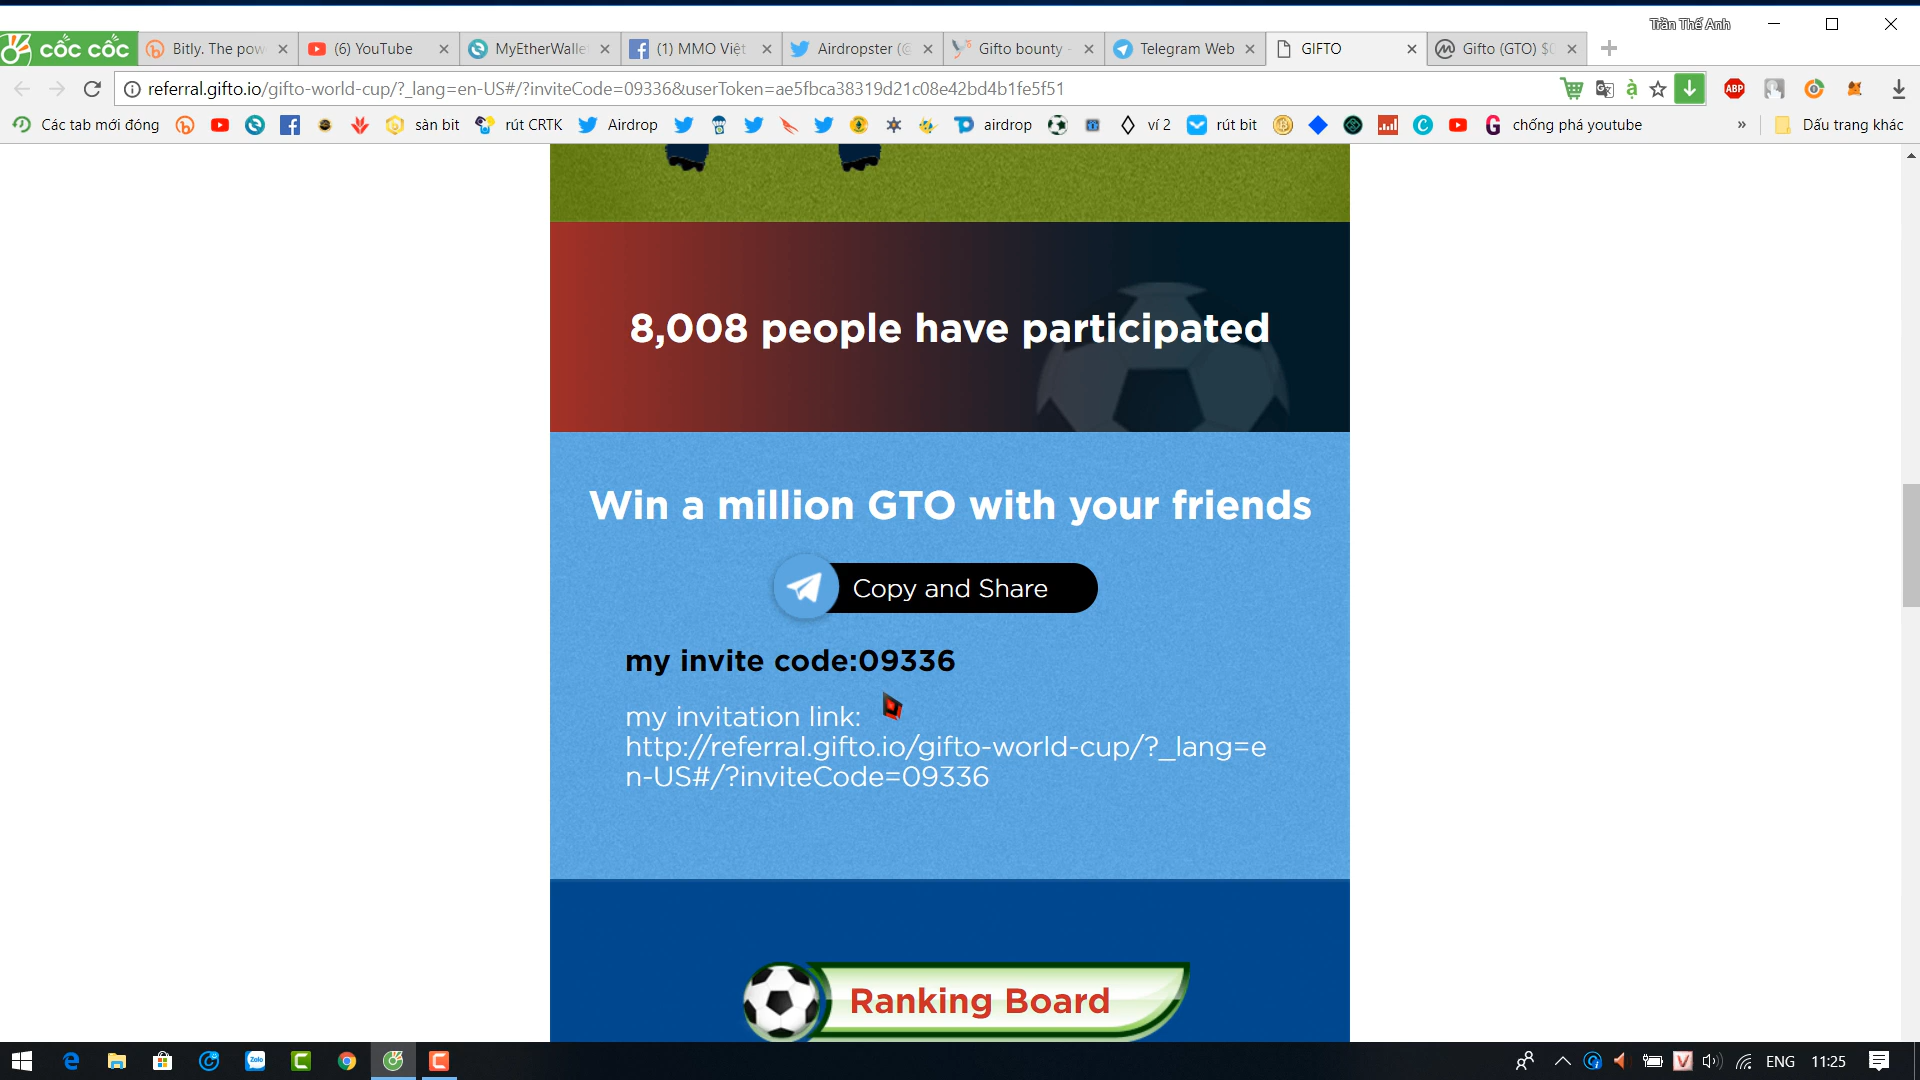 Trần Thế Anh
cốc cốc
Bitly. The pow
(6) YouTube
MyEtherWalle
(1) MMO Việt
Airdropster (@
Gifto bounty -
Telegram Web
GIFTO
Gifto (GTO) $0
referral.gifto.io/gifto-world-cup/?_lang=en-US#/?inviteCode=09336&userToken=ae5fbca38319d21c08e42bd4b1fe5f51
ABP
Các tab mới đóng
sàn bit
rút CRTK
Airdrop
airdrop
ví 2
rút bit
chống phá youtube
»
Dấu trang khác
8,008 people have participated
Win a million GTO with your friends
Copy and Share
my invite code:09336
my invitation link:
http://referral.gifto.io/gifto-world-cup/?_lang=e
n-US#/?inviteCode=09336
Ranking Board
Zalo
ENG
11:25